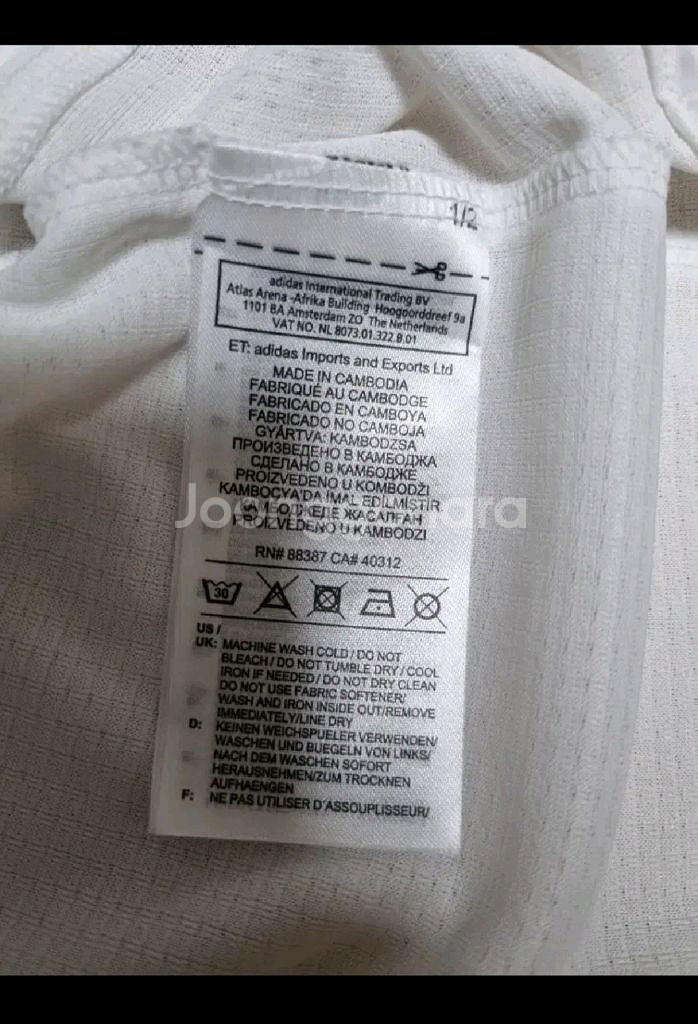 1/2
adidas International Trading BV
Atlas Arena -Afrika Building Hoogoorddreef 9a
1101 BA Amsterdam ZO The Netherlands
VAT NO. NL 8073.01.322.B.01
ET: adidas Imports and Exports Ltd
MADE IN CAMBODIA
FABRIQUÉ AU CAMBODGE
FABRICADO EN CAMBOYA
FABRICADO NO CAMBOJA
GYÁRTVA: KAMBODZSA
ПРОИЗВЕДЕНО В КАМБОДЖА
СДЕЛАНО В КАМБОДЖЕ
PROIZVEDENO U KOMBODŽI
KAMBOÇYA'DA İMAL EDİLMİŞTİR
ЖАСАЛҒАН
PROIZVEDENO U KAMBODZI
RN# 88387 CA# 40312
30
US /
UK: MACHINE WASH COLD / DO NOT
BLEACH / DO NOT TUMBLE DRY / COOL
IRON IF NEEDED / DO NOT DRY CLEAN
DO NOT USE FABRIC SOFTENER/
WASH AND IRON INSIDE OUT/REMOVE
IMMEDIATELY/LINE DRY
D: KEINEN WEICHSPUELER VERWENDEN/
WASCHEN UND BUEGELN VON LINKS/
NACH DEM WASCHEN SOFORT
HERAUSNEHMEN/ZUM TROCKNEN
AUFHAENGEN
F: NE PAS UTILISER D'ASSOUPLISSEUR/